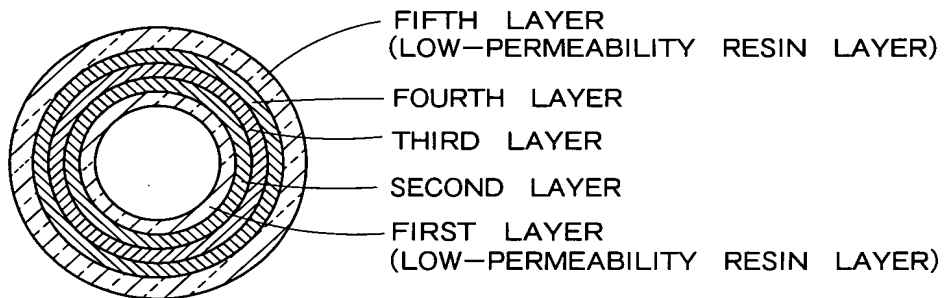 FIFTH LAYER
(LOW-PERMEABILITY RESIN LAYER)
FOURTH LAYER
THIRD LAYER
SECOND LAYER
FIRST LAYER
(LOW-PERMEABILITY RESIN LAYER)